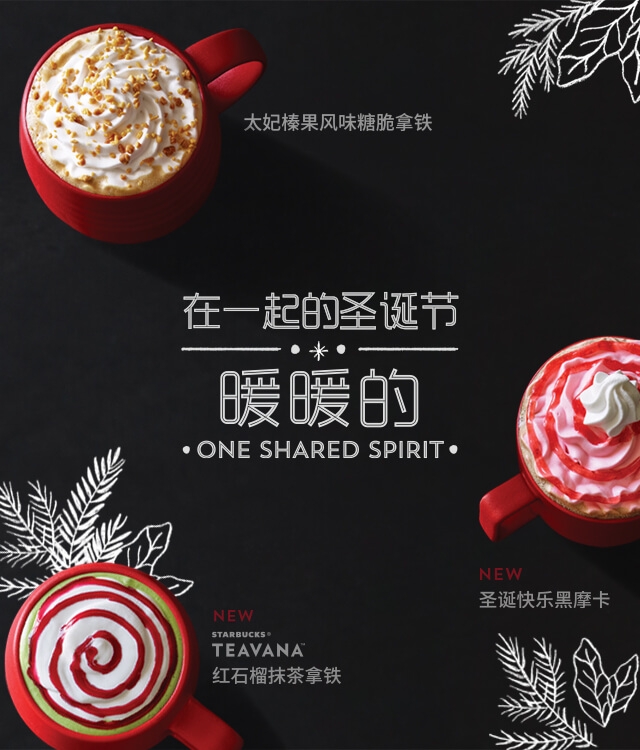 太妃榛果风味糖脆拿铁
在一起的圣诞节
暖暖的
•ONE SHARED SPIRIT•
NEW
圣诞快乐黑摩卡
NEW
STARBUCKS®
TEAVANA™
红石榴抹茶拿铁